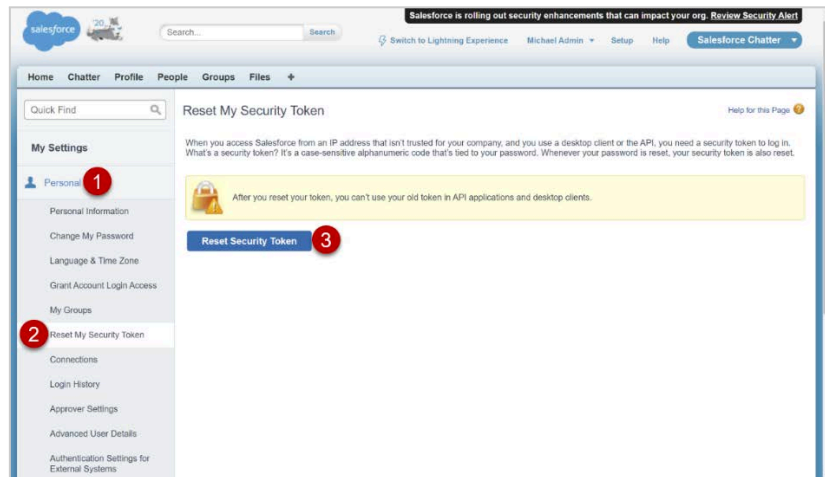 Salesforce is rolling out security enhancements that can impact your org. Review Security Alert
salesforce
'20
Search...
Search
Switch to Lightning Experience
Michael Admin
Setup
Help
Salesforce Chatter
Home Chatter Profile People Groups Files +
Quick Find
Reset My Security Token
Help for this Page
When you access Salesforce from an IP address that isn't trusted for your company, and you use a desktop client or the API, you need a security token to log in.
What's a security token? It's a case-sensitive alphanumeric code that's tied to your password. Whenever your password is reset, your security token is also reset.
My Settings
Personal
1
After you reset your token, you can't use your old token in API applications and desktop clients.
Personal Information
Change My Password
Reset Security Token
3
Language & Time Zone
Grant Account Login Access
My Groups
2
Reset My Security Token
Connections
Login History
Approver Settings
Advanced User Details
Authentication Settings for
External Systems